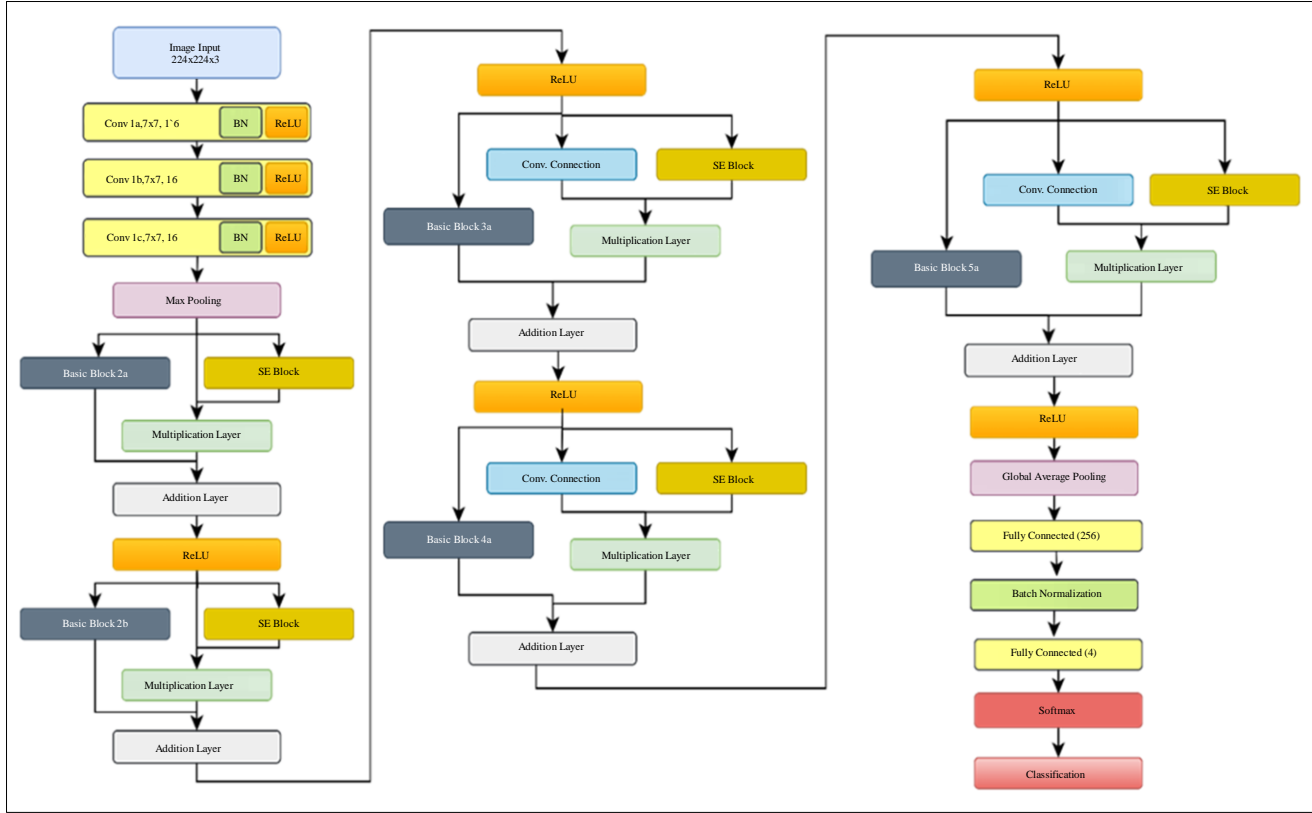 Image Input
224x224x3
Conv 1a,7x7, 1`6
BN
ReLU
Conv 1b,7x7, 16
BN
ReLU
Conv 1c,7x7, 16
BN
ReLU
Max Pooling
Basic Block 2a
SE Block
Multiplication Layer
Addition Layer
ReLU
Basic Block 2b
SE Block
Multiplication Layer
Addition Layer
ReLU
Conv. Connection
SE Block
Basic Block 3a
Multiplication Layer
Addition Layer
ReLU
Conv. Connection
SE Block
Basic Block 4a
Multiplication Layer
Addition Layer
ReLU
Conv. Connection
SE Block
Basic Block 5a
Multiplication Layer
Addition Layer
ReLU
Global Average Pooling
Fully Connected (256)
Batch Normalization
Fully Connected (4)
Softmax
Classification